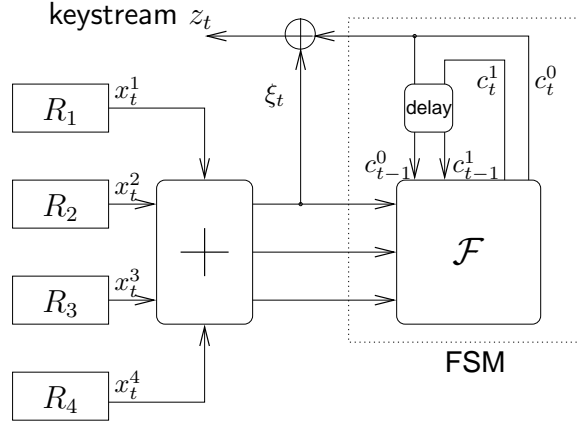 keystream z_t
ξ_t
c_t^1
c_t^0
R_1
x_t^1
delay
c_{t-1}^0
c_{t-1}^1
R_2
x_t^2
+
F
R_3
x_t^3
FSM
R_4
x_t^4